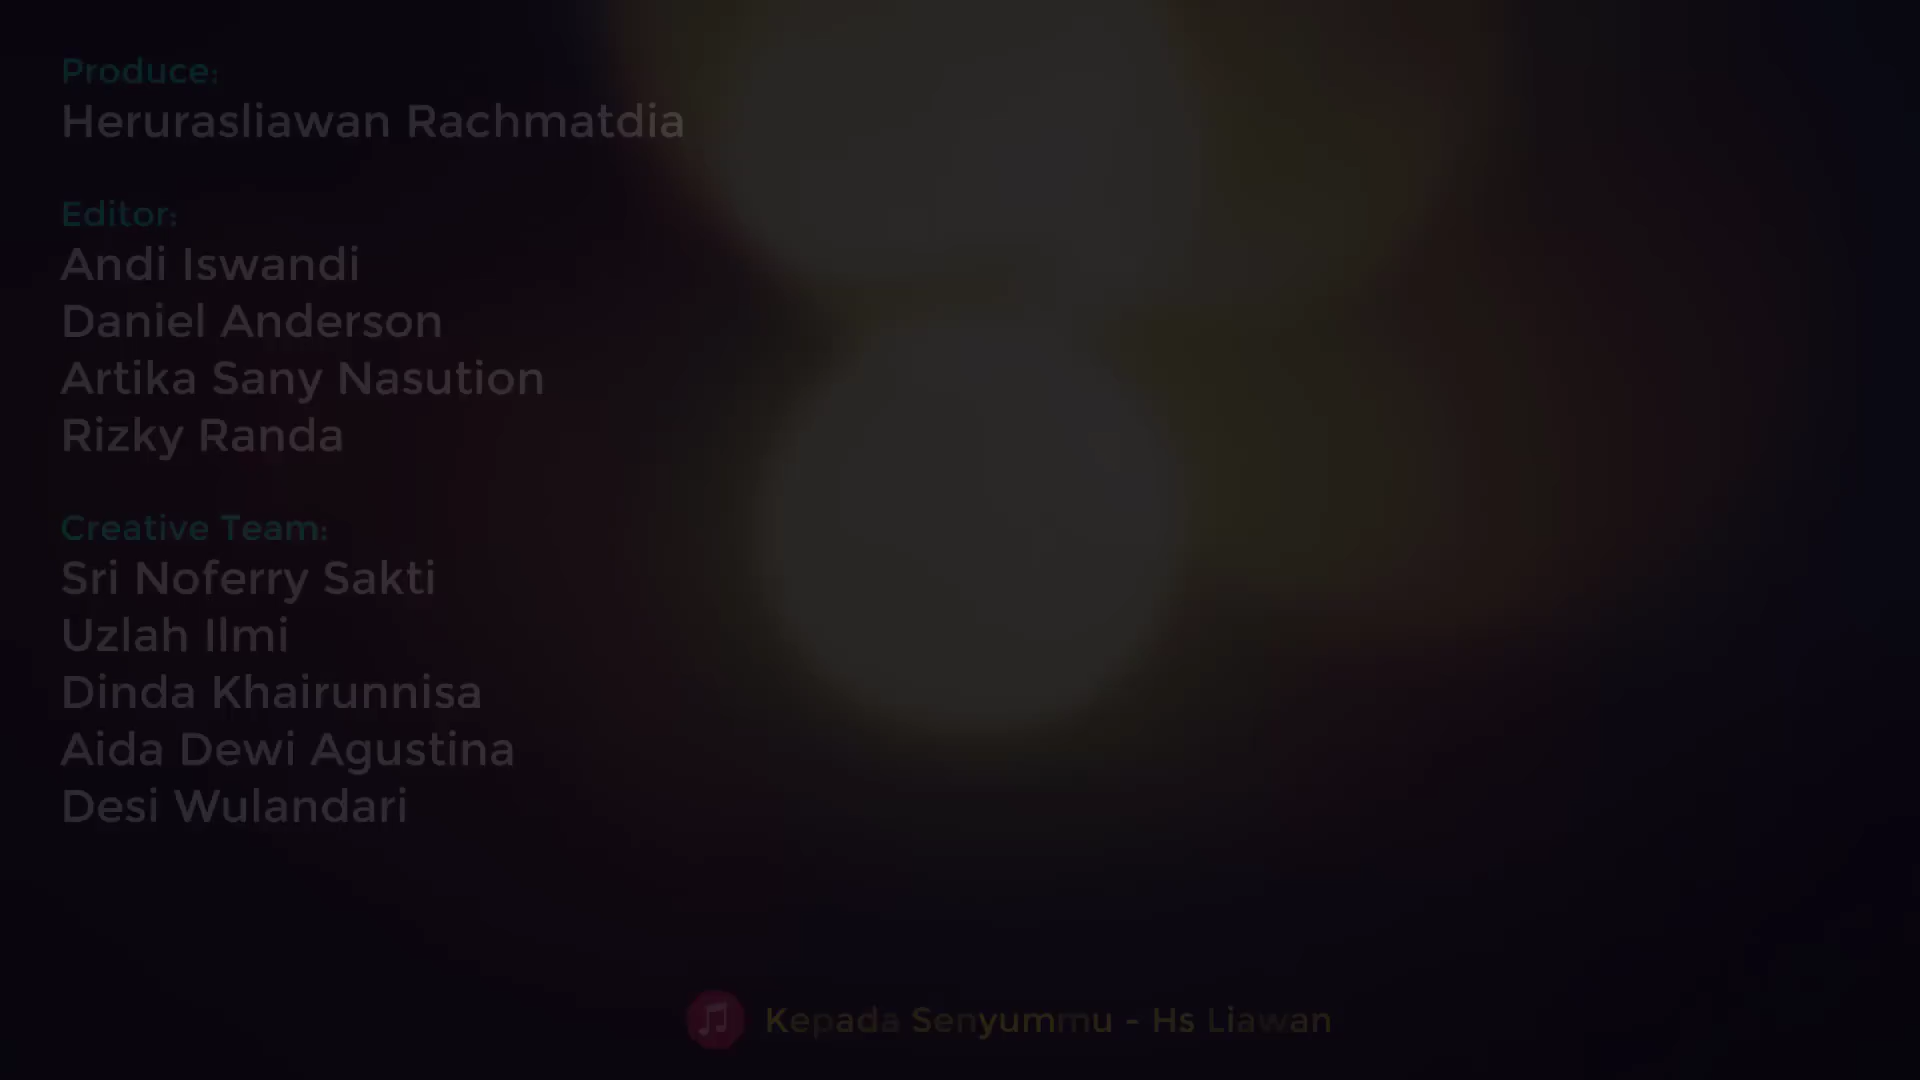 Produce:
Herurasliawan Rachmatdia
Editor:
Andi Iswandi
Daniel Anderson
Artika Sany Nasution
Rizky Randa
Creative Team:
Sri Noferry Sakti
Uzlah Ilmi
Dinda Khairunnisa
Aida Dewi Agustina
Desi Wulandari
Kepada Senyummu - Hs Liawan